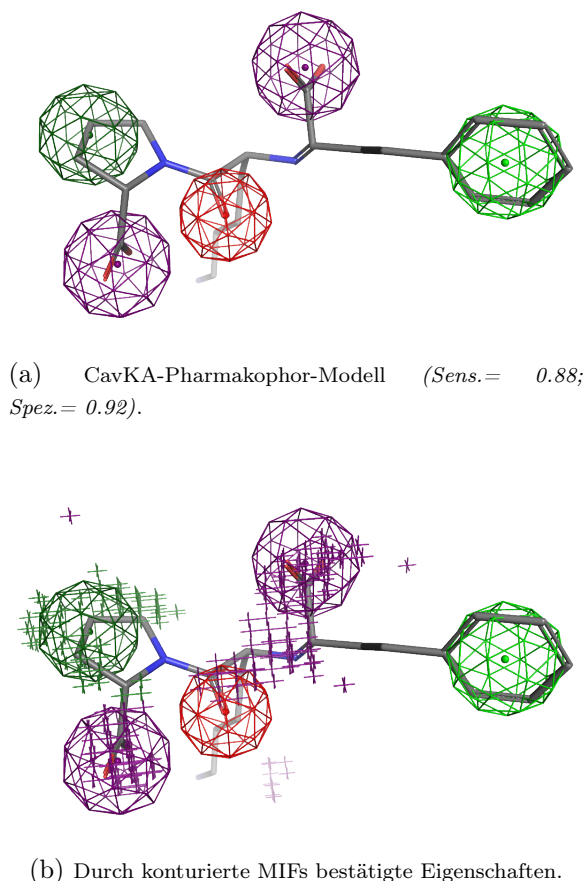 (a) CavKA-Pharmakophor-Modell (Sens.= 0.88;
Spez.= 0.92).
(b) Durch konturierte MIFs bestätigte Eigenschaften.